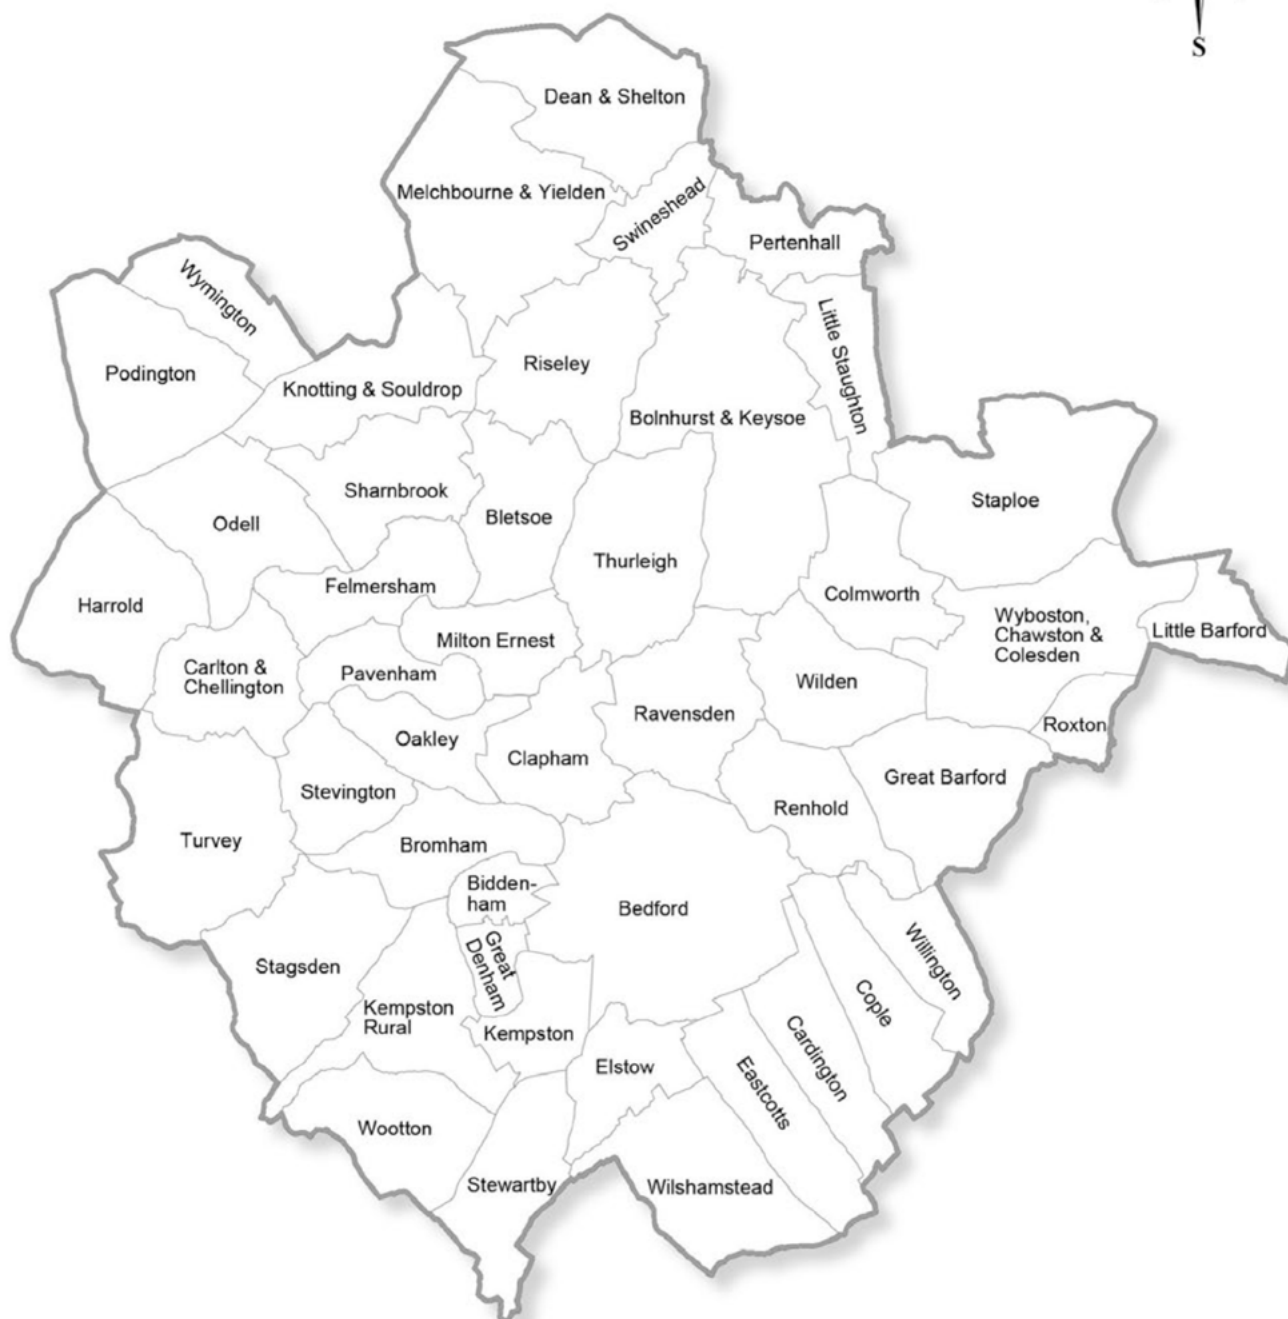 S
Dean & Shelton
Melchbourne & Yielden
Swineshead
Pertenhall
Wymington
Podington
Knotting & Souldrop
Riseley
Little Staughton
Bolnhurst & Keysoe
Sharnbrook
Odell
Bletsoe
Staploe
Thurleigh
Felmersham
Harrold
Colmworth
Wyboston,
Chawston &
Colesden
Little Barford
Milton Ernest
Carlton &
Chellington
Pavenham
Wilden
Ravensden
Roxton
Oakley
Clapham
Great Barford
Stevington
Renhold
Turvey
Bromham
Bidden-
ham
Bedford
Great
Denham
Willington
Stagsden
Cople
Kempston
Rural
Kempston
Cardington
Elstow
Eastcotts
Wootton
Stewartby
Wilshamstead